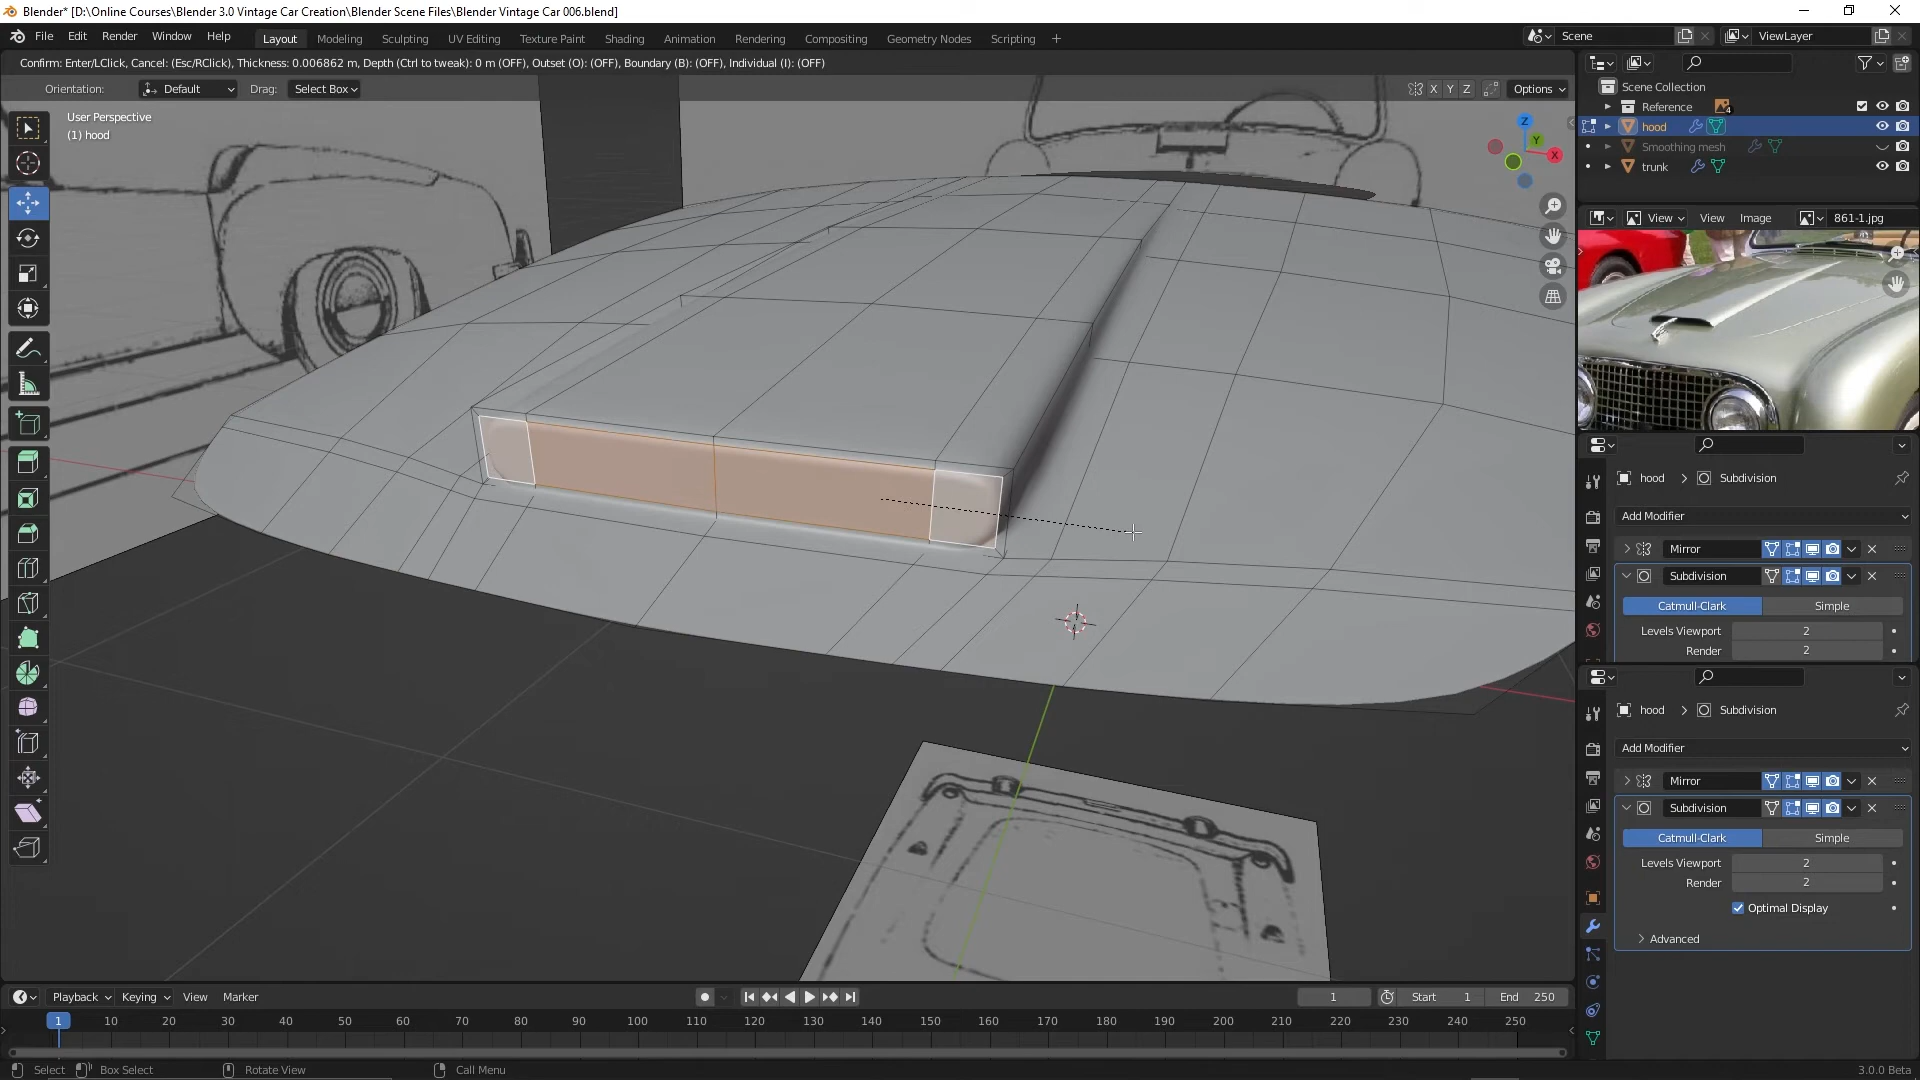 Blender* [D:\Online Courses\Blender 3.0 Vintage Car Creation\Blender Scene Files\Blender Vintage Car 006.blend]
File Edit Render Window Help Layout Modeling Sculpting UV Editing Texture Paint Shading Animation Rendering Compositing Geometry Nodes Scripting + Scene ViewLayer
Confirm: Enter/LClick, Cancel: (Esc/RClick), Thickness: 0.006862 m, Depth (Ctrl to tweak): 0 m (OFF), Outset (O): (OFF), Boundary (B): (OFF), Individual (I): (OFF)
Orientation: Default Drag: Select Box X Y Z Options
User Perspective
(1) hood
Z
Y
X
Scene Collection
Reference 4
hood
Smoothing mesh
trunk
View View Image 861-1.jpg
hood > Subdivision
Add Modifier
Mirror
Subdivision
Catmull-Clark Simple
Levels Viewport 2
Render 2
hood > Subdivision
Add Modifier
Mirror
Subdivision
Catmull-Clark Simple
Levels Viewport 2
Render 2
Optimal Display
Advanced
Playback Keying View Marker 1 Start 1 End 250
1 10 20 30 40 50 60 70 80 90 100 110 120 130 140 150 160 170 180 190 200 210 220 230 240 250
Select Box Select Rotate View Call Menu 3.0.0 Beta